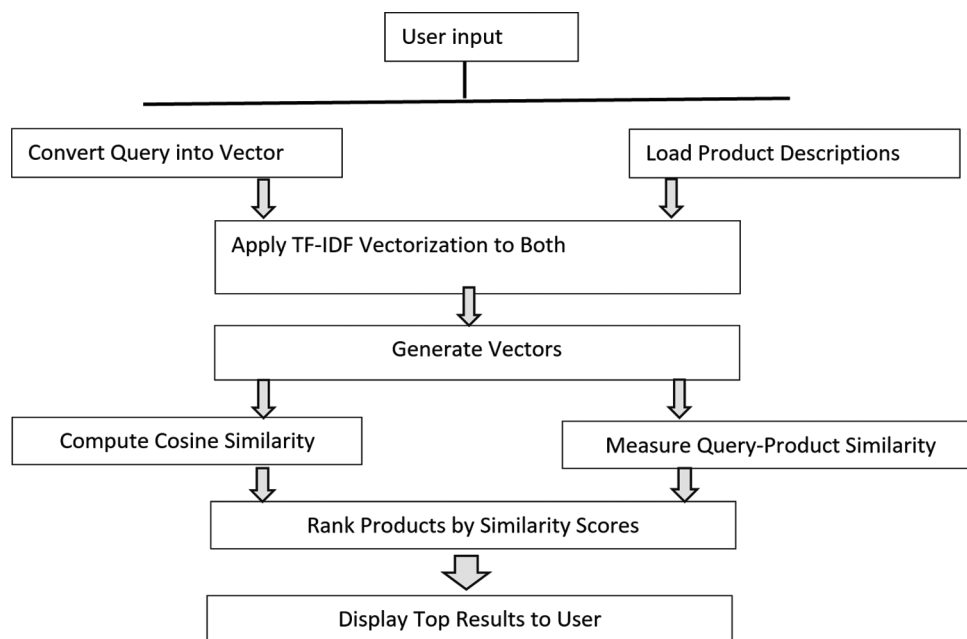 User input
Convert Query into Vector
Load Product Descriptions
Apply TF-IDF Vectorization to Both
Generate Vectors
Compute Cosine Similarity
Measure Query-Product Similarity
Rank Products by Similarity Scores
Display Top Results to User